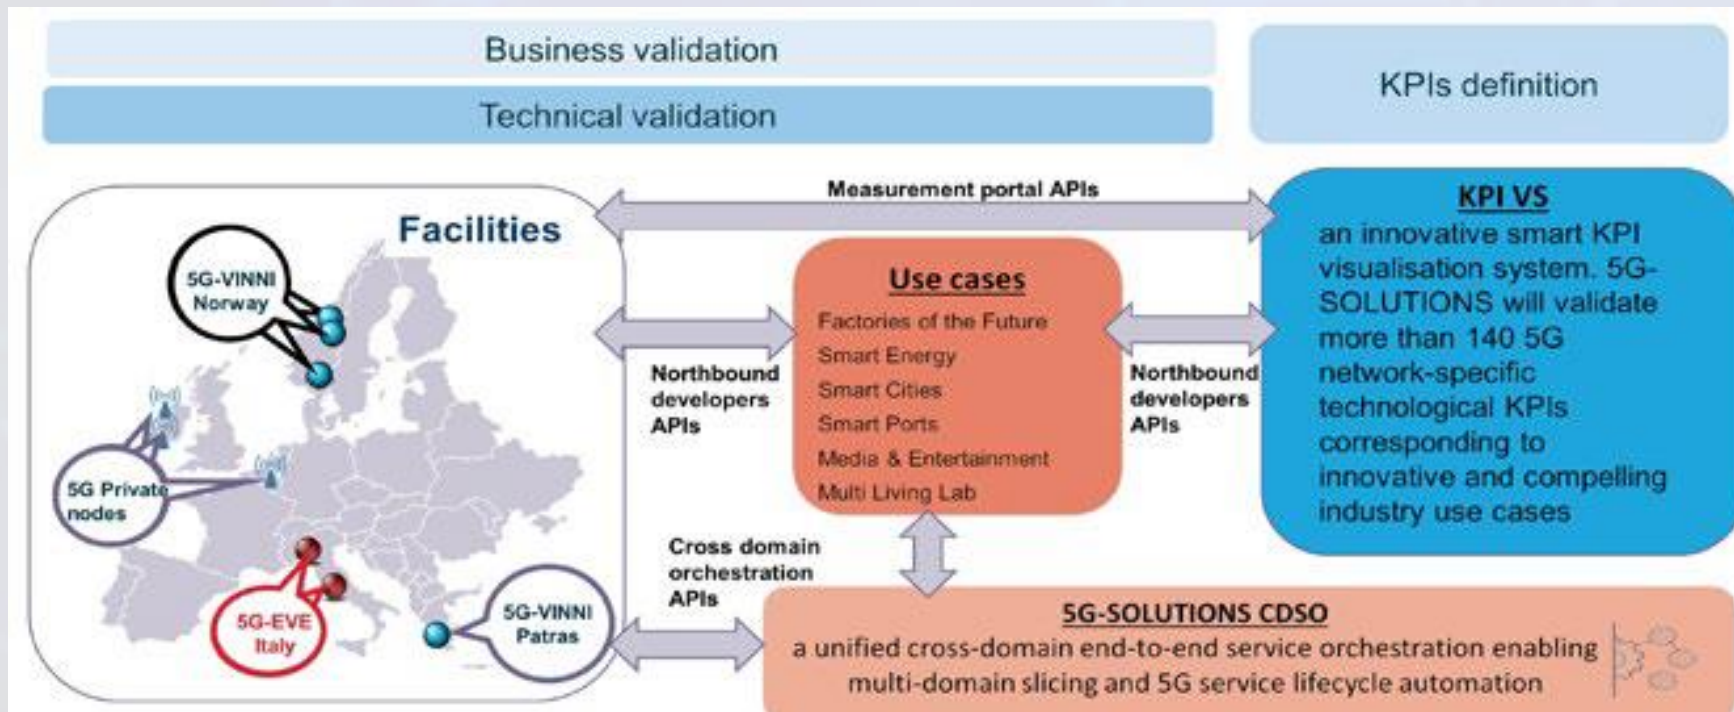 Business validation
Technical validation
KPIs definition
Facilities
5G-VINNI
Norway
5G Private
nodes
5G-EVE
Italy
5G-VINNI
Patras
Measurement portal APIs
Northbound
developers
APIs
Use cases
Factories of the Future
Smart Energy
Smart Cities
Smart Ports
Media & Entertainment
Multi Living Lab
Northbound
developers
APIs
KPI VS
an innovative smart KPI
visualisation system. 5G-
SOLUTIONS will validate
more than 140 5G
network-specific
technological KPIs
corresponding to
innovative and compelling
industry use cases
Cross domain
orchestration
APIs
5G-SOLUTIONS CDSO
a unified cross-domain end-to-end service orchestration enabling
multi-domain slicing and 5G service lifecycle automation